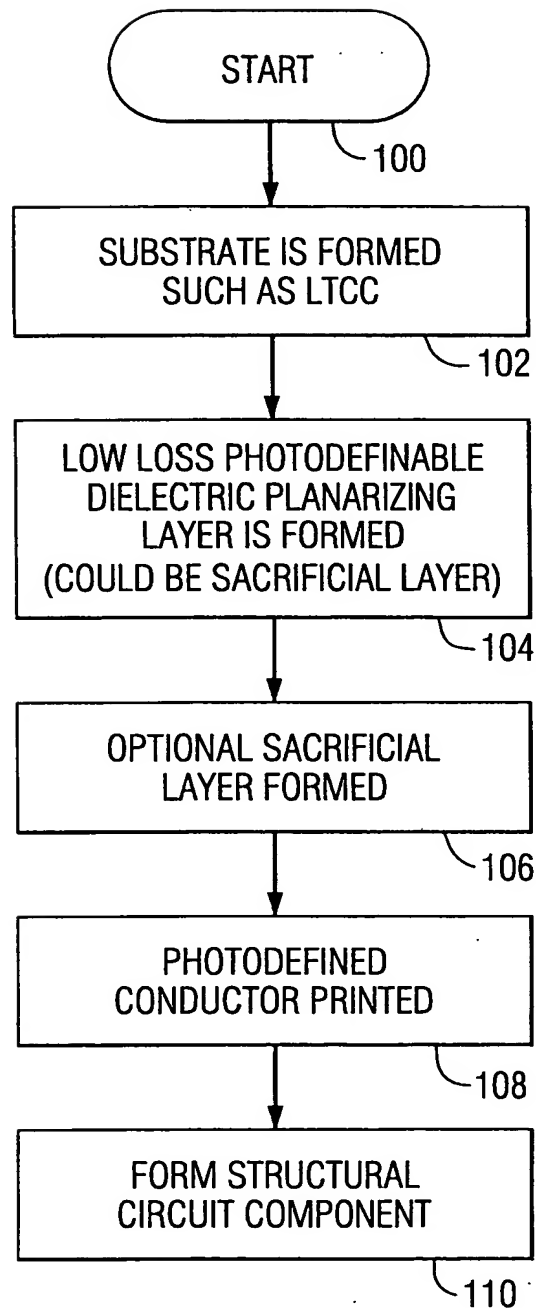 START
100
SUBSTRATE IS FORMED
SUCH AS LTCC
102
LOW LOSS PHOTODEFINABLE
DIELECTRIC PLANARIZING
LAYER IS FORMED
(COULD BE SACRIFICIAL LAYER)
104
OPTIONAL SACRIFICIAL
LAYER FORMED
106
PHOTODEFINED
CONDUCTOR PRINTED
108
FORM STRUCTURAL
CIRCUIT COMPONENT
110